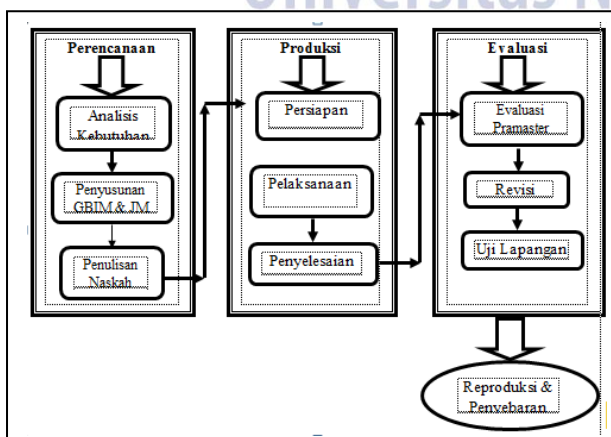 Perencanaan
Analisis
Kebutuhan
Penyusunan
GBIM & JM
Penulisan
Naskah
Produksi
Persiapan
Pelaksanaan
Penyelesaian
Evaluasi
Evaluasi
Pramaster
Revisi
Uji Lapangan
Reproduksi &
Penyebaran